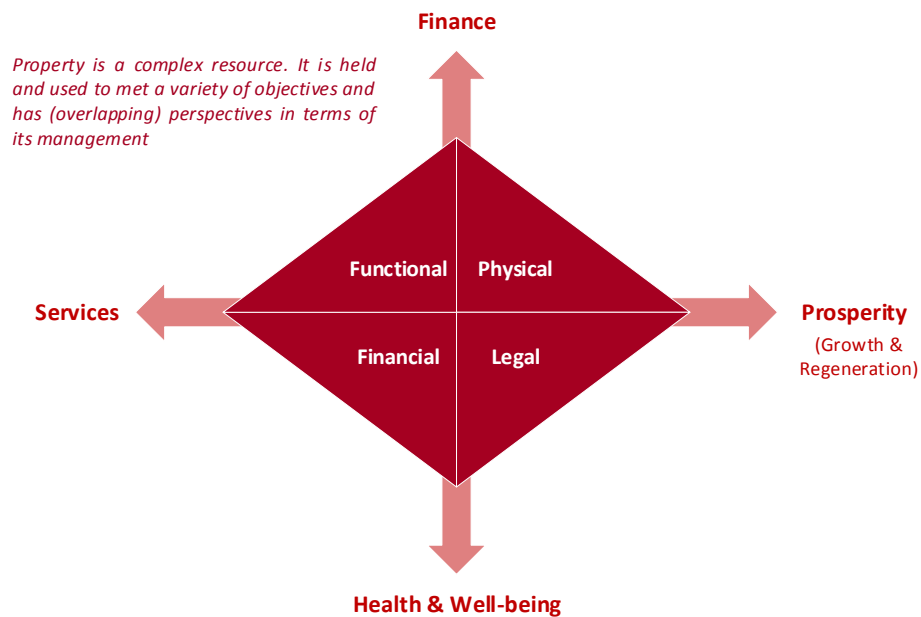 Finance
Property is a complex resource. It is held
and used to met a variety of objectives and
has (overlapping) perspectives in terms of
its management
Functional
Physical
Services
Prosperity
(Growth &
Regeneration)
Financial
Legal
Health & Well-being